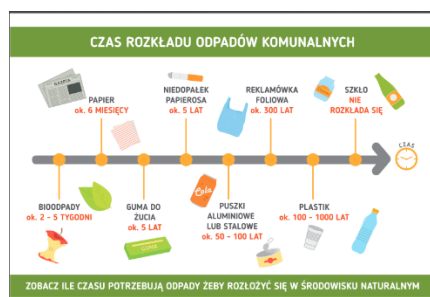 CZAS ROZKŁADU ODPADÓW KOMUNALNYCH
PAPIER
ok. 6 MIESIĘCY
NIEDOPAŁEK
PAPIEROSA
ok. 5 LAT
REKLAMÓWKA
FOLIOWA
ok. 300 LAT
SZKŁO
NIE
ROZKŁADA SIĘ
CZAS
BIOODPADY
ok. 2 - 5 TYGODNI
GUMA DO
ŻUCIA
ok. 5 LAT
Cola
PUSZKI
ALUMINIOWE
LUB STALOWE
ok. 50 - 100 LAT
PLASTIK
ok. 100 - 1000 LAT
ZOBACZ ILE CZASU POTRZEBUJĄ ODPADY ŻEBY ROZŁOŻYĆ SIĘ W ŚRODOWISKU NATURALNYM